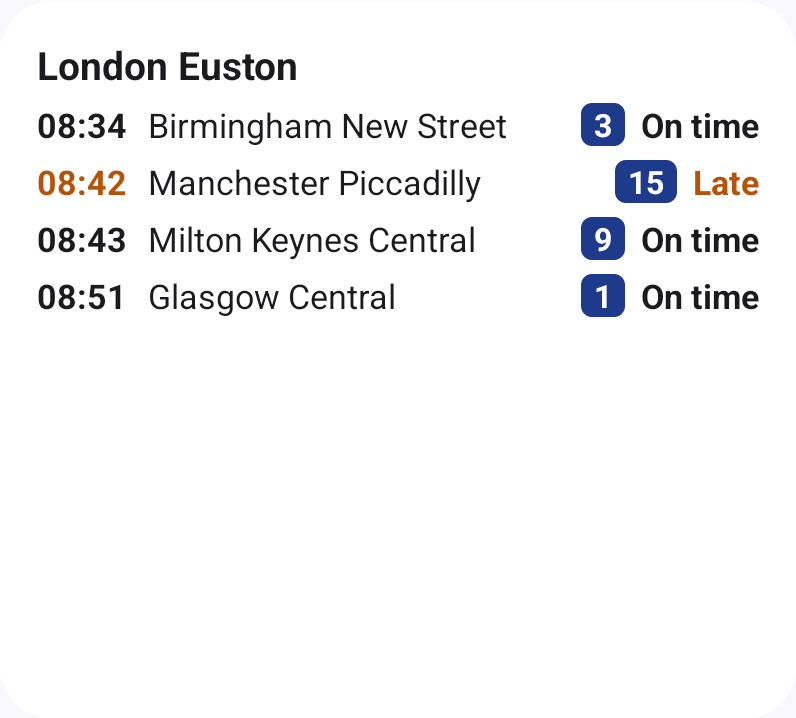 London Euston
08:34 Birmingham New Street 3 On time
08:42 Manchester Piccadilly 15 Late
08:43 Milton Keynes Central 9 On time
08:51 Glasgow Central 1 On time